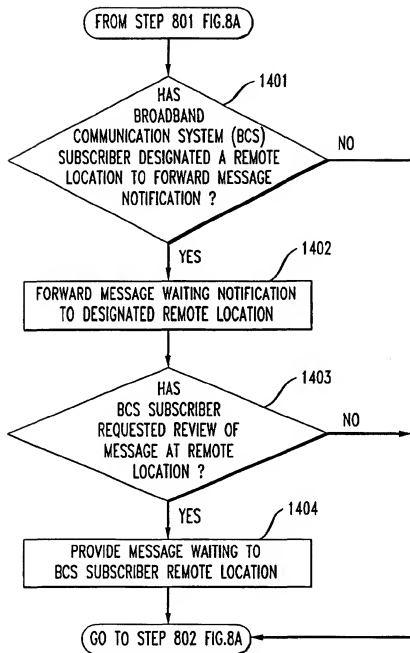 FROM STEP 801 FIG.8A
1401
HAS
BROADBAND
COMMUNICATION SYSTEM (BCS)
SUBSCRIBER DESIGNATED A REMOTE
LOCATION TO FORWARD MESSAGE
NOTIFICATION ?
NO
YES
1402
FORWARD MESSAGE WAITING NOTIFICATION
TO DESIGNATED REMOTE LOCATION
1403
HAS
BCS SUBSCRIBER
REQUESTED REVIEW OF
MESSAGE AT REMOTE
LOCATION ?
NO
YES
1404
PROVIDE MESSAGE WAITING TO
BCS SUBSCRIBER REMOTE LOCATION
GO TO STEP 802 FIG.8A